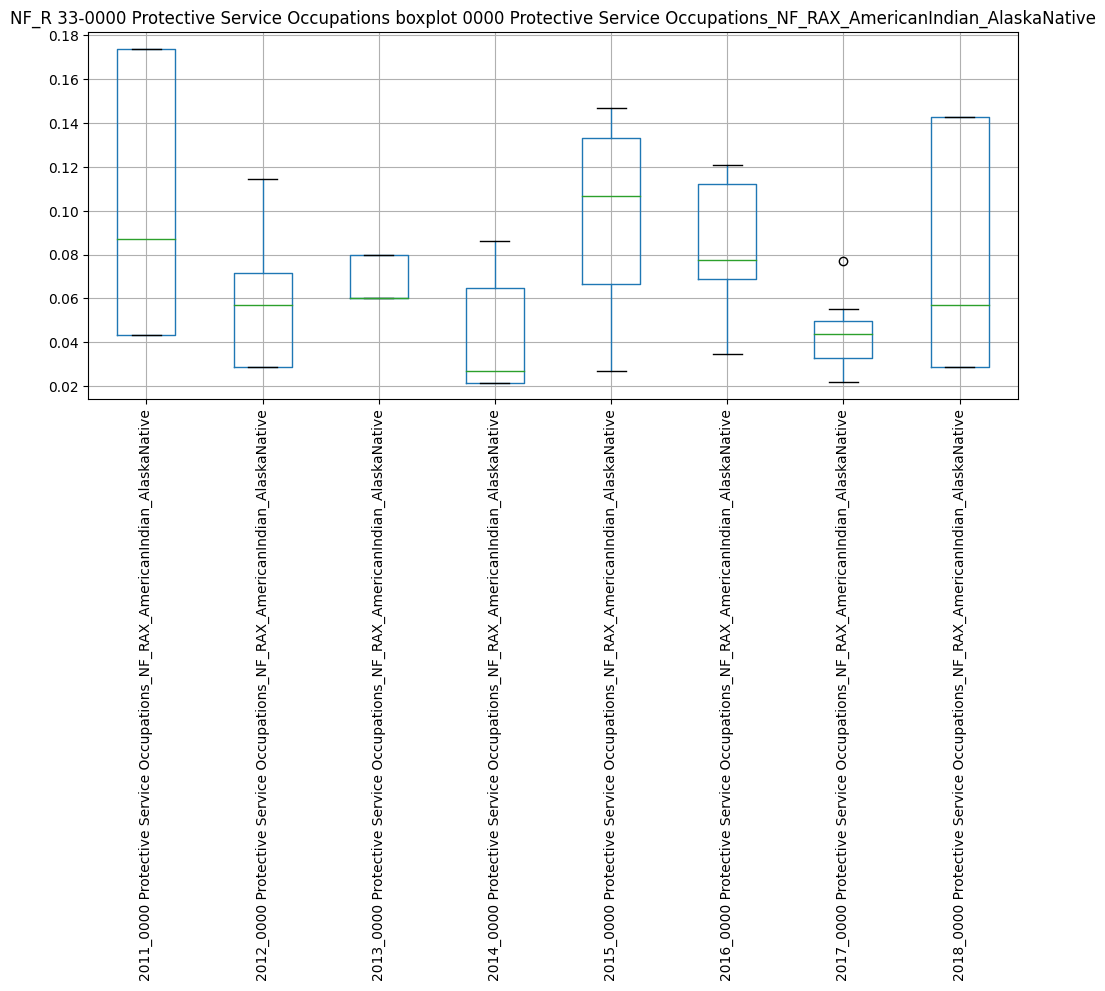 NF_R 33-0000 Protective Service Occupations boxplot 0000 Protective Service Occupations_NF_RAX_AmericanIndian_AlaskaNative
0.18
0.16
0.14
0.12
0.10
0.08
0.06
0.04
0.02
2011_0000 Protective Service Occupations_NF_RAX_AmericanIndian_AlaskaNative
2012_0000 Protective Service Occupations_NF_RAX_AmericanIndian_AlaskaNative
2013_0000 Protective Service Occupations_NF_RAX_AmericanIndian_AlaskaNative
2014_0000 Protective Service Occupations_NF_RAX_AmericanIndian_AlaskaNative
2015_0000 Protective Service Occupations_NF_RAX_AmericanIndian_AlaskaNative
2016_0000 Protective Service Occupations_NF_RAX_AmericanIndian_AlaskaNative
2017_0000 Protective Service Occupations_NF_RAX_AmericanIndian_AlaskaNative
2018_0000 Protective Service Occupations_NF_RAX_AmericanIndian_AlaskaNative